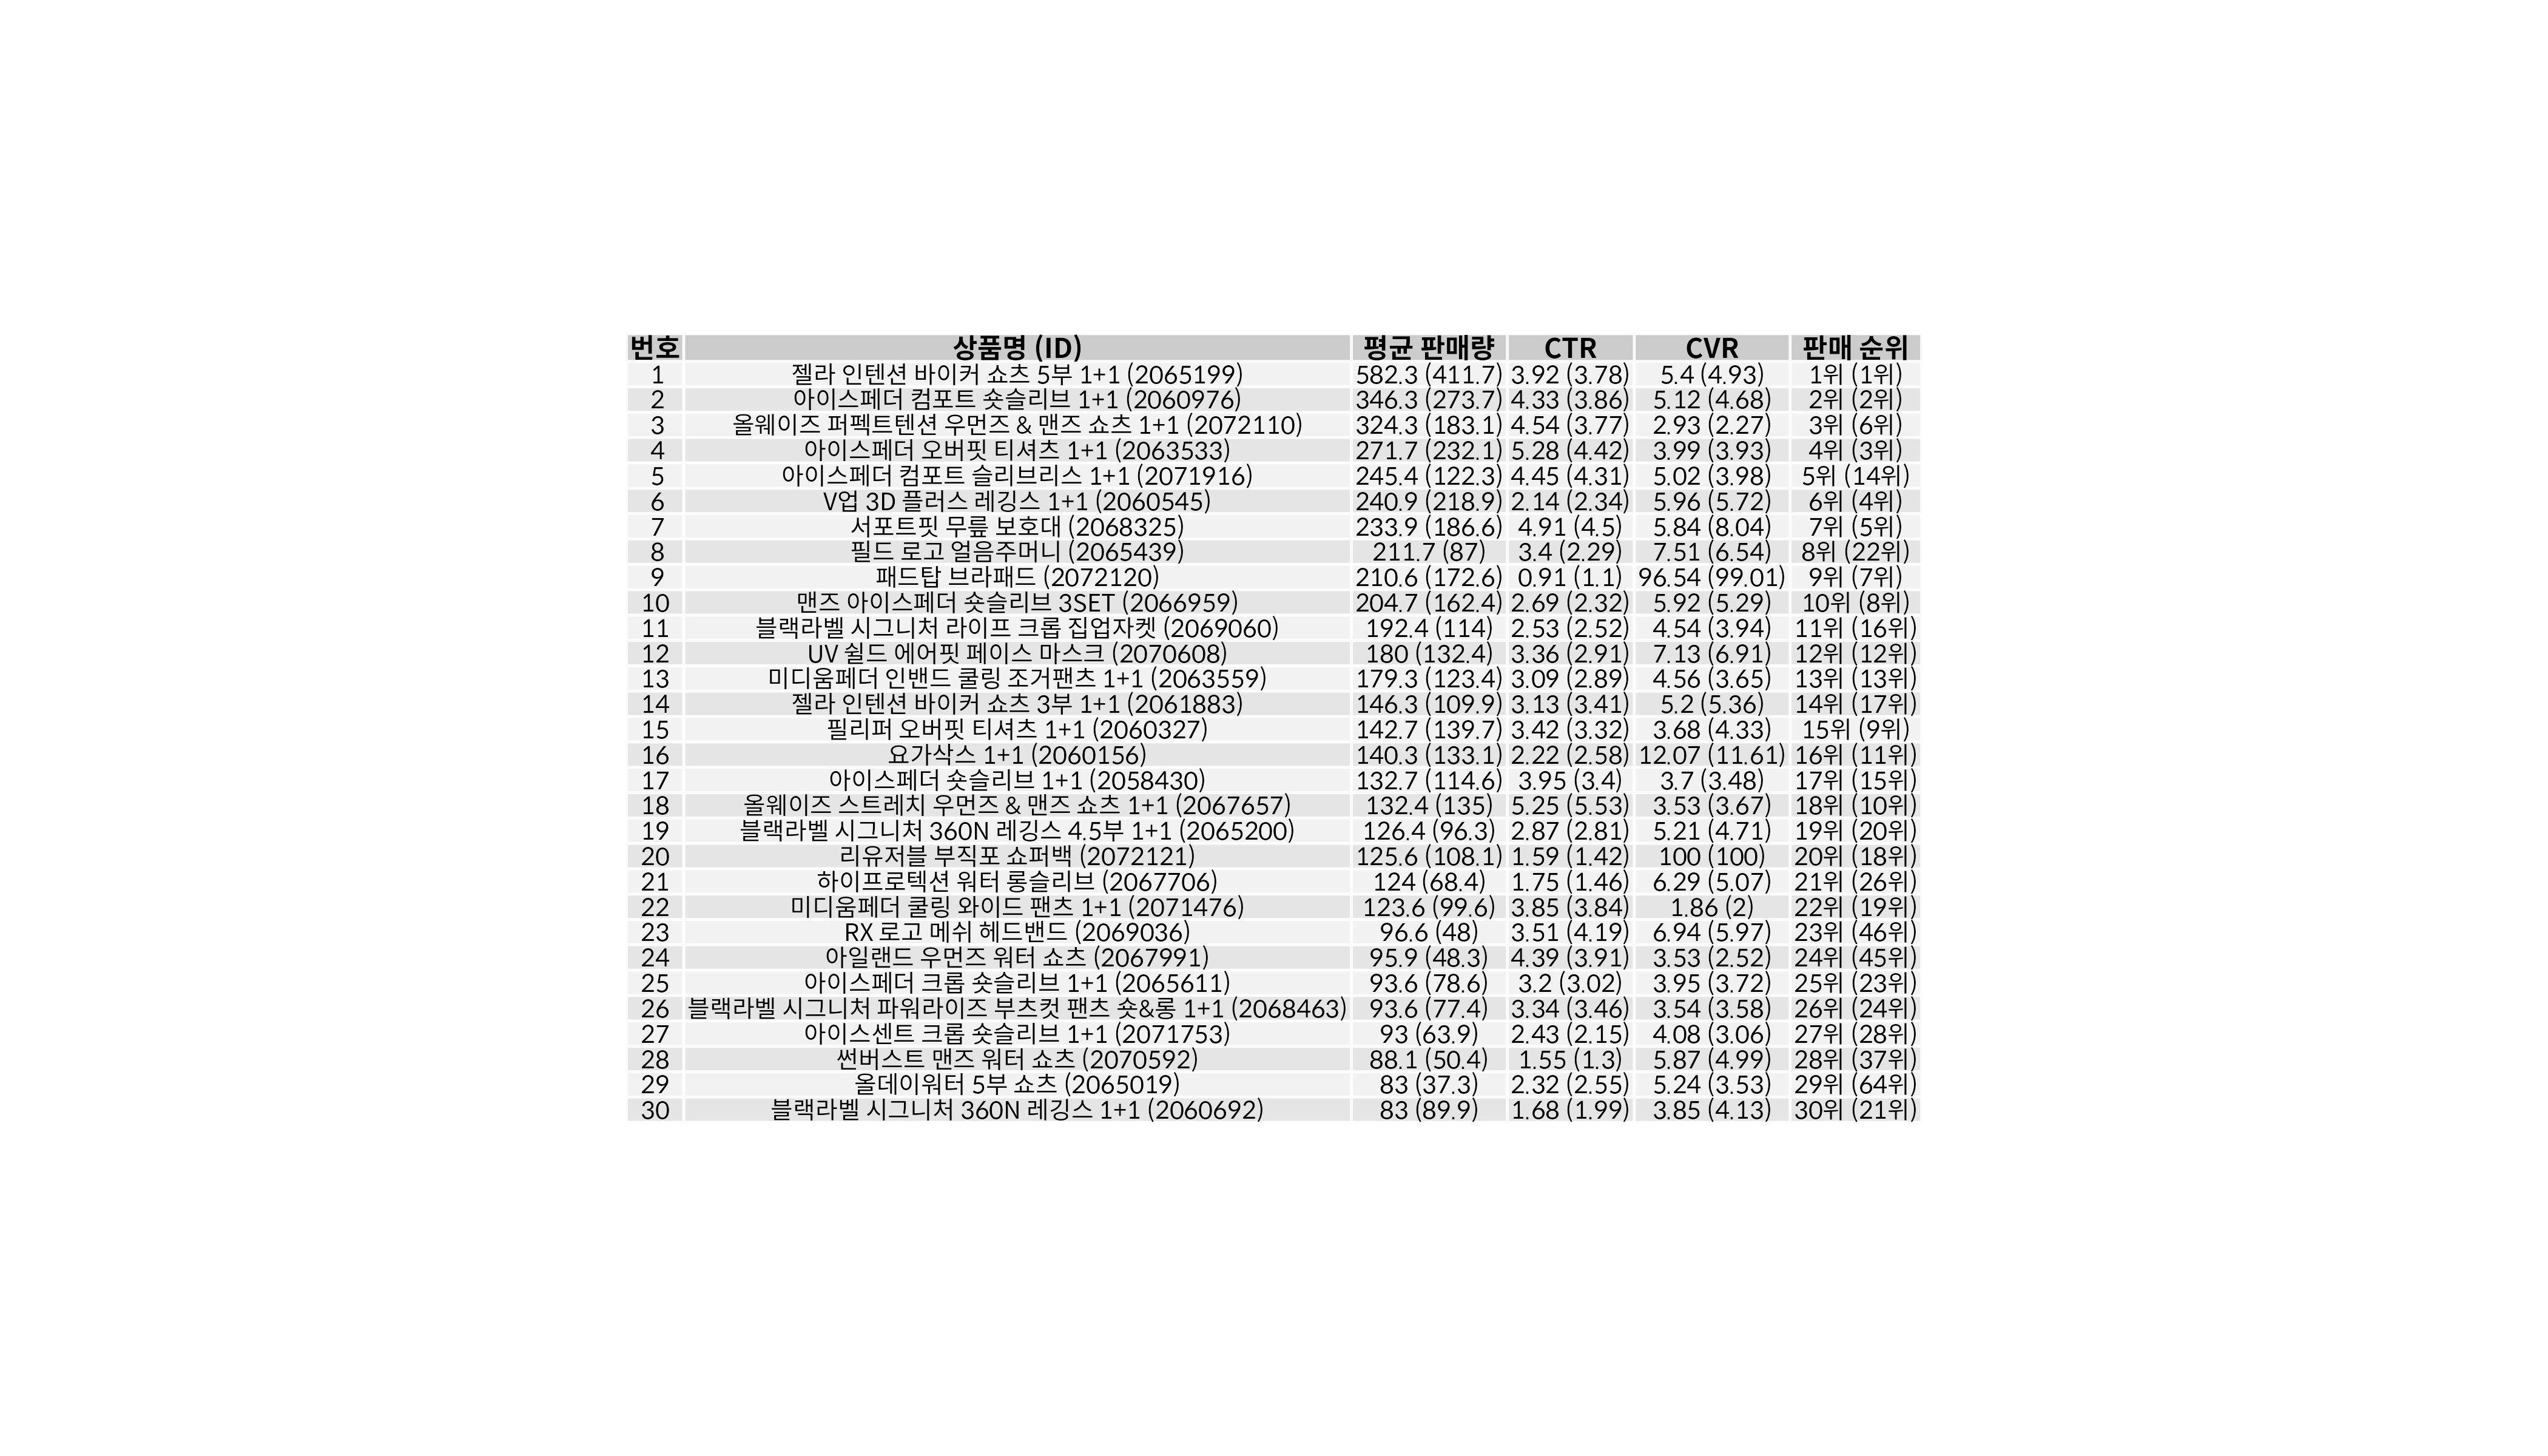 번호 상품명 (ID) 평균 판매량 CTR CVR 판매 순위
1 젤라 인텐션 바이커 쇼츠 5부 1+1 (2065199) 582.3 (411.7) 3.92 (3.78) 5.4 (4.93) 1위 (1위)
2 아이스페더 컴포트 숏슬리브 1+1 (2060976) 346.3 (273.7) 4.33 (3.86) 5.12 (4.68) 2위 (2위)
3 올웨이즈 퍼펙트텐션 우먼즈 & 맨즈 쇼츠 1+1 (2072110) 324.3 (183.1) 4.54 (3.77) 2.93 (2.27) 3위 (6위)
4 아이스페더 오버핏 티셔츠 1+1 (2063533) 271.7 (232.1) 5.28 (4.42) 3.99 (3.93) 4위 (3위)
5 아이스페더 컴포트 슬리브리스 1+1 (2071916) 245.4 (122.3) 4.45 (4.31) 5.02 (3.98) 5위 (14위)
6 V업 3D 플러스 레깅스 1+1 (2060545) 240.9 (218.9) 2.14 (2.34) 5.96 (5.72) 6위 (4위)
7 서포트핏 무릎 보호대 (2068325) 233.9 (186.6) 4.91 (4.5) 5.84 (8.04) 7위 (5위)
8 필드 로고 얼음주머니 (2065439) 211.7 (87) 3.4 (2.29) 7.51 (6.54) 8위 (22위)
9 패드탑 브라패드 (2072120) 210.6 (172.6) 0.91 (1.1) 96.54 (99.01) 9위 (7위)
10 맨즈 아이스페더 숏슬리브 3SET (2066959) 204.7 (162.4) 2.69 (2.32) 5.92 (5.29) 10위 (8위)
11 블랙라벨 시그니처 라이프 크롭 집업자켓 (2069060) 192.4 (114) 2.53 (2.52) 4.54 (3.94) 11위 (16위)
12 UV 쉴드 에어핏 페이스 마스크 (2070608) 180 (132.4) 3.36 (2.91) 7.13 (6.91) 12위 (12위)
13 미디움페더 인밴드 쿨링 조거팬츠 1+1 (2063559) 179.3 (123.4) 3.09 (2.89) 4.56 (3.65) 13위 (13위)
14 젤라 인텐션 바이커 쇼츠 3부 1+1 (2061883) 146.3 (109.9) 3.13 (3.41) 5.2 (5.36) 14위 (17위)
15 필리퍼 오버핏 티셔츠 1+1 (2060327) 142.7 (139.7) 3.42 (3.32) 3.68 (4.33) 15위 (9위)
16 요가삭스 1+1 (2060156) 140.3 (133.1) 2.22 (2.58) 12.07 (11.61) 16위 (11위)
17 아이스페더 숏슬리브 1+1 (2058430) 132.7 (114.6) 3.95 (3.4) 3.7 (3.48) 17위 (15위)
18 올웨이즈 스트레치 우먼즈 & 맨즈 쇼츠 1+1 (2067657) 132.4 (135) 5.25 (5.53) 3.53 (3.67) 18위 (10위)
19 블랙라벨 시그니처 360N 레깅스 4.5부 1+1 (2065200) 126.4 (96.3) 2.87 (2.81) 5.21 (4.71) 19위 (20위)
20 리유저블 부직포 쇼퍼백 (2072121) 125.6 (108.1) 1.59 (1.42) 100 (100) 20위 (18위)
21 하이프로텍션 워터 롱슬리브 (2067706) 124 (68.4) 1.75 (1.46) 6.29 (5.07) 21위 (26위)
22 미디움페더 쿨링 와이드 팬츠 1+1 (2071476) 123.6 (99.6) 3.85 (3.84) 1.86 (2) 22위 (19위)
23 RX 로고 메쉬 헤드밴드 (2069036) 96.6 (48) 3.51 (4.19) 6.94 (5.97) 23위 (46위)
24 아일랜드 우먼즈 워터 쇼츠 (2067991) 95.9 (48.3) 4.39 (3.91) 3.53 (2.52) 24위 (45위)
25 아이스페더 크롭 숏슬리브 1+1 (2065611) 93.6 (78.6) 3.2 (3.02) 3.95 (3.72) 25위 (23위)
26 블랙라벨 시그니처 파워라이즈 부츠컷 팬츠 숏&롱 1+1 (2068463) 93.6 (77.4) 3.34 (3.46) 3.54 (3.58) 26위 (24위)
27 아이스센트 크롭 숏슬리브 1+1 (2071753) 93 (63.9) 2.43 (2.15) 4.08 (3.06) 27위 (28위)
28 썬버스트 맨즈 워터 쇼츠 (2070592) 88.1 (50.4) 1.55 (1.3) 5.87 (4.99) 28위 (37위)
29 올데이워터 5부 쇼츠 (2065019) 83 (37.3) 2.32 (2.55) 5.24 (3.53) 29위 (64위)
30 블랙라벨 시그니처 360N 레깅스 1+1 (2060692) 83 (89.9) 1.68 (1.99) 3.85 (4.13) 30위 (21위)